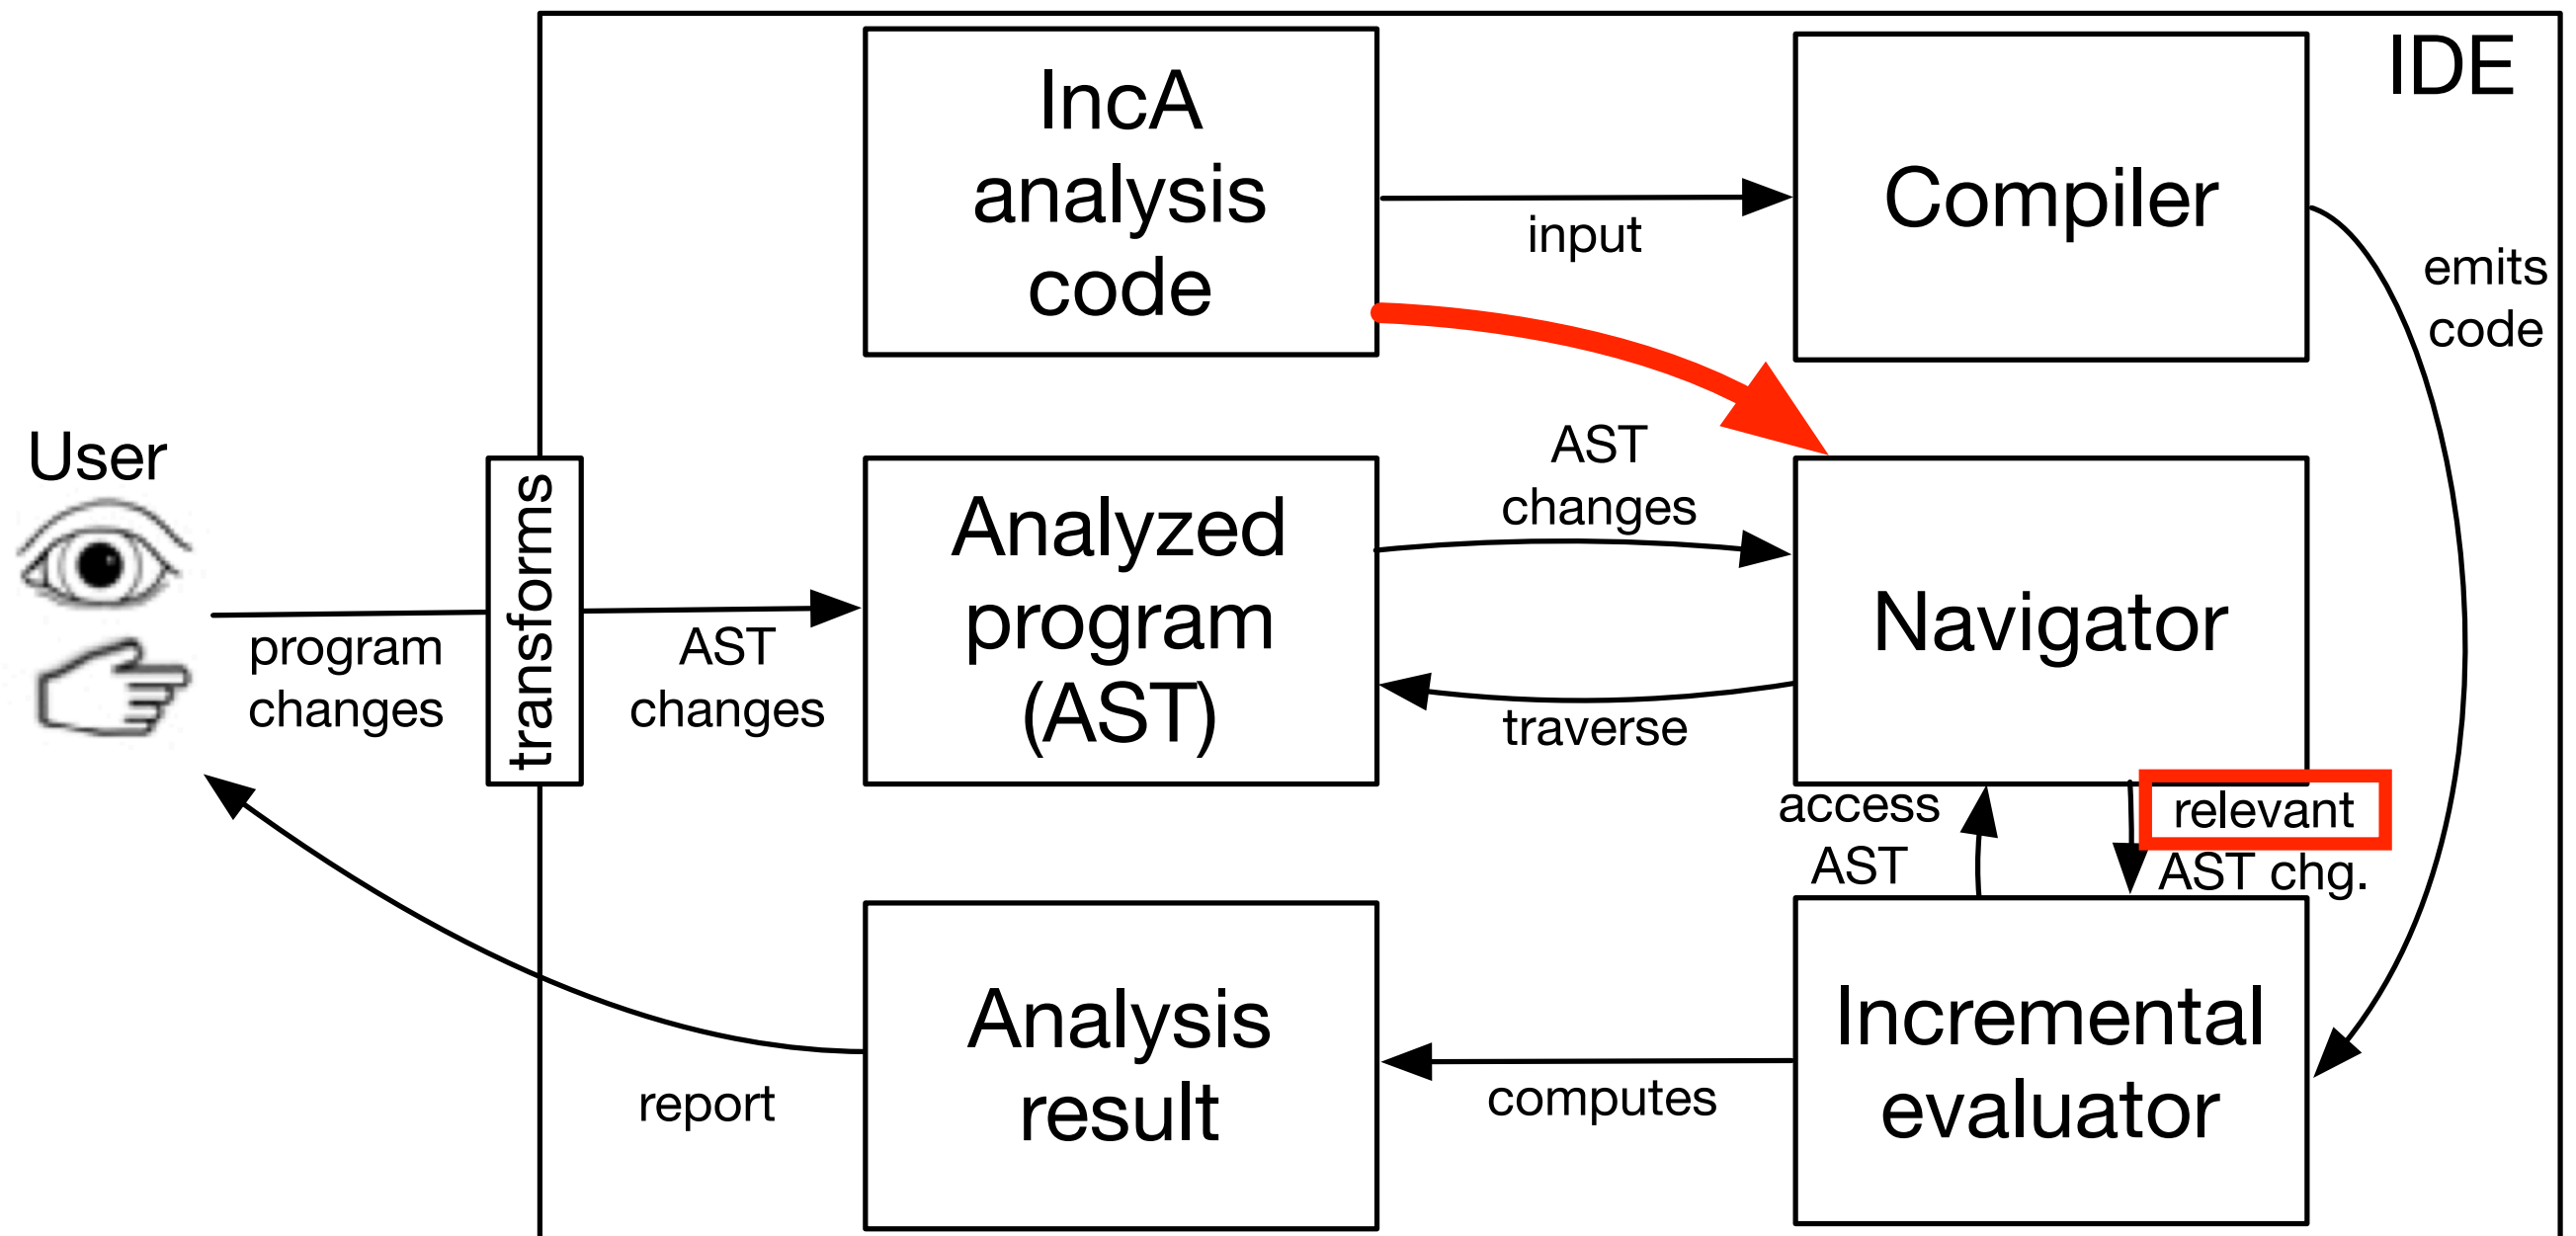 IDE
IncA
analysis
code
input
Compiler
emits
code
User
program
changes
transforms
AST
changes
Analyzed
program
(AST)
AST
changes
traverse
Navigator
access
AST
relevant
AST chg.
Incremental
evaluator
computes
Analysis
result
report